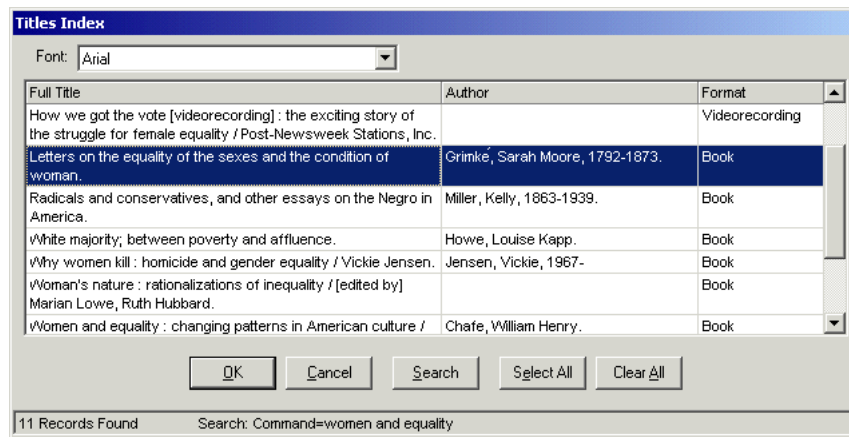 Titles Index
Font: Arial
Full Title Author Format
How we got the vote [videorecording] : the exciting story of Videorecording
the struggle for female equality / Post-Newsweek Stations, Inc.
Letters on the equality of the sexes and the condition of Grimké, Sarah Moore, 1792-1873. Book
woman.
Radicals and conservatives, and other essays on the Negro in Miller, Kelly, 1863-1939. Book
America.
White majority; between poverty and affluence. Howe, Louise Kapp. Book
Why women kill : homicide and gender equality / Vickie Jensen. Jensen, Vickie, 1967- Book
Woman's nature : rationalizations of inequality / [edited by] Book
Marian Lowe, Ruth Hubbard.
Women and equality : changing patterns in American culture / Chafe, William Henry. Book
OK Cancel Search Select All Clear All
11 Records Found Search: Command=women and equality